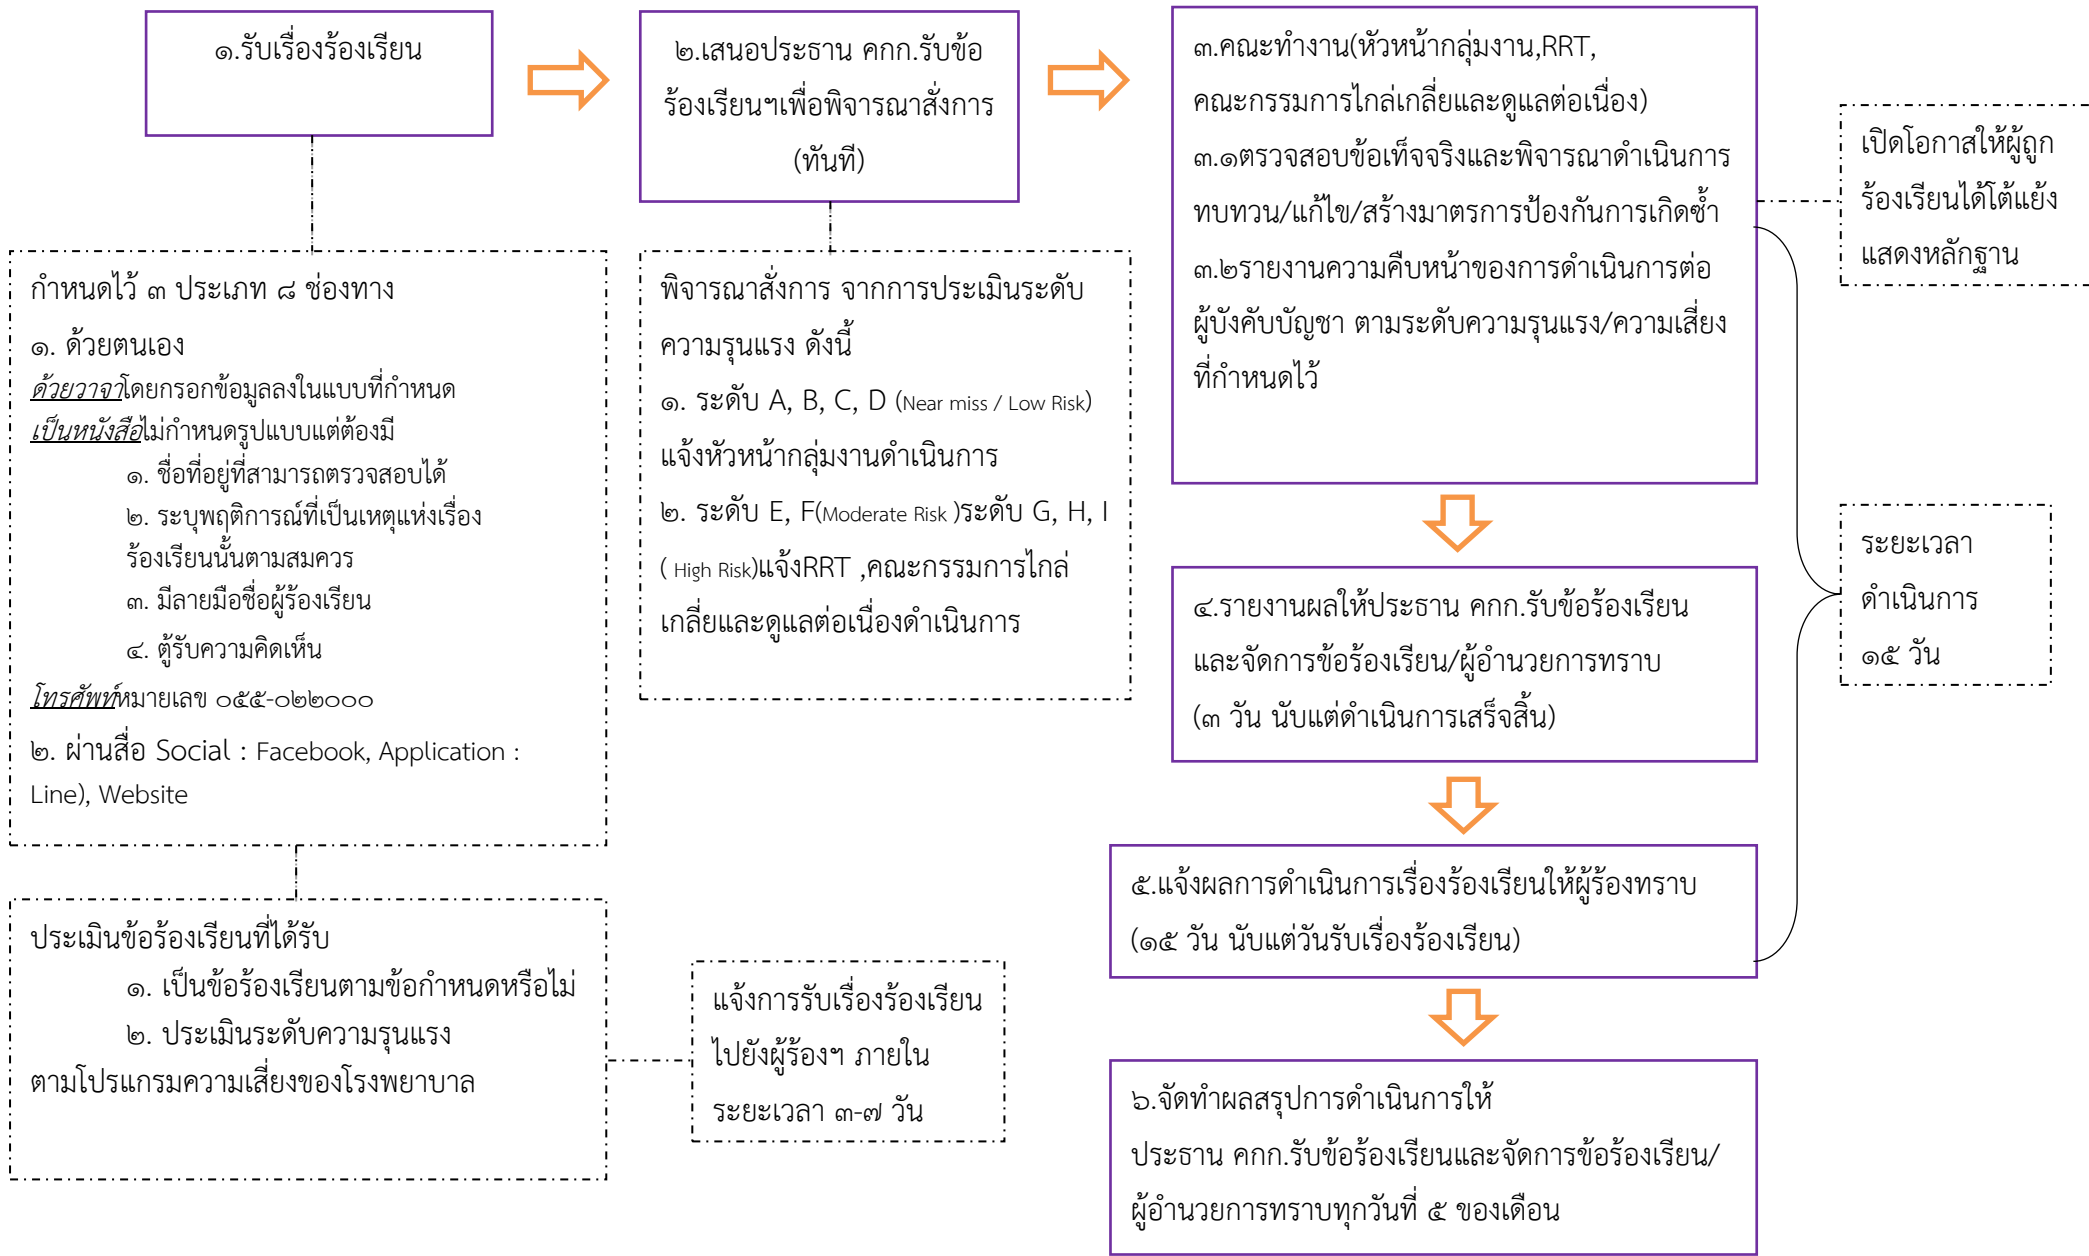 ๑.รับเรื่องร้องเรียน
๒.เสนอประธาน คกก.รับข้อ
ร้องเรียนฯเพื่อพิจารณาสั่งการ
(ทันที)
๓.คณะทำงาน(หัวหน้ากลุ่มงาน,RRT,
คณะกรรมการไกล่เกลี่ยและดูแลต่อเนื่อง)
๓.๑ตรวจสอบข้อเท็จจริงและพิจารณาดำเนินการ
ทบทวน/แก้ไข/สร้างมาตรการป้องกันการเกิดซ้ำ
๓.๒รายงานความคืบหน้าของการดำเนินการต่อ
ผู้บังคับบัญชา ตามระดับความรุนแรง/ความเสี่ยง
ที่กำหนดไว้
เปิดโอกาสให้ผู้ถูก
ร้องเรียนได้โต้แย้ง
แสดงหลักฐาน
กำหนดไว้ ๓ ประเภท ๘ ช่องทาง
๑. ด้วยตนเอง
ด้วยวาจาโดยกรอกข้อมูลลงในแบบที่กำหนด
เป็นหนังสือไม่กำหนดรูปแบบแต่ต้องมี
๑. ชื่อที่อยู่ที่สามารถตรวจสอบได้
๒. ระบุพฤติการณ์ที่เป็นเหตุแห่งเรื่อง
ร้องเรียนนั้นตามสมควร
๓. มีลายมือชื่อผู้ร้องเรียน
๔. ตู้รับความคิดเห็น
โทรศัพท์หมายเลข ๐๕๕-๐๒๒๐๐๐
๒. ผ่านสื่อ Social : Facebook, Application :
Line), Website
พิจารณาสั่งการ จากการประเมินระดับ
ความรุนแรง ดังนี้
๑. ระดับ A, B, C, D (Near miss / Low Risk)
แจ้งหัวหน้ากลุ่มงานดำเนินการ
๒. ระดับ E, F(Moderate Risk )ระดับ G, H, I
( High Risk)แจ้งRRT ,คณะกรรมการไกล่
เกลี่ยและดูแลต่อเนื่องดำเนินการ
ระยะเวลา
ดำเนินการ
๑๕ วัน
๔.รายงานผลให้ประธาน คกก.รับข้อร้องเรียน
และจัดการข้อร้องเรียน/ผู้อำนวยการทราบ
(๓ วัน นับแต่ดำเนินการเสร็จสิ้น)
๕.แจ้งผลการดำเนินการเรื่องร้องเรียนให้ผู้ร้องทราบ
(๑๕ วัน นับแต่วันรับเรื่องร้องเรียน)
ประเมินข้อร้องเรียนที่ได้รับ
๑. เป็นข้อร้องเรียนตามข้อกำหนดหรือไม่
๒. ประเมินระดับความรุนแรง
ตามโปรแกรมความเสี่ยงของโรงพยาบาล
แจ้งการรับเรื่องร้องเรียน
ไปยังผู้ร้องฯ ภายใน
ระยะเวลา ๓-๗ วัน
๖.จัดทำผลสรุปการดำเนินการให้
ประธาน คกก.รับข้อร้องเรียนและจัดการข้อร้องเรียน/
ผู้อำนวยการทราบทุกวันที่ ๕ ของเดือน